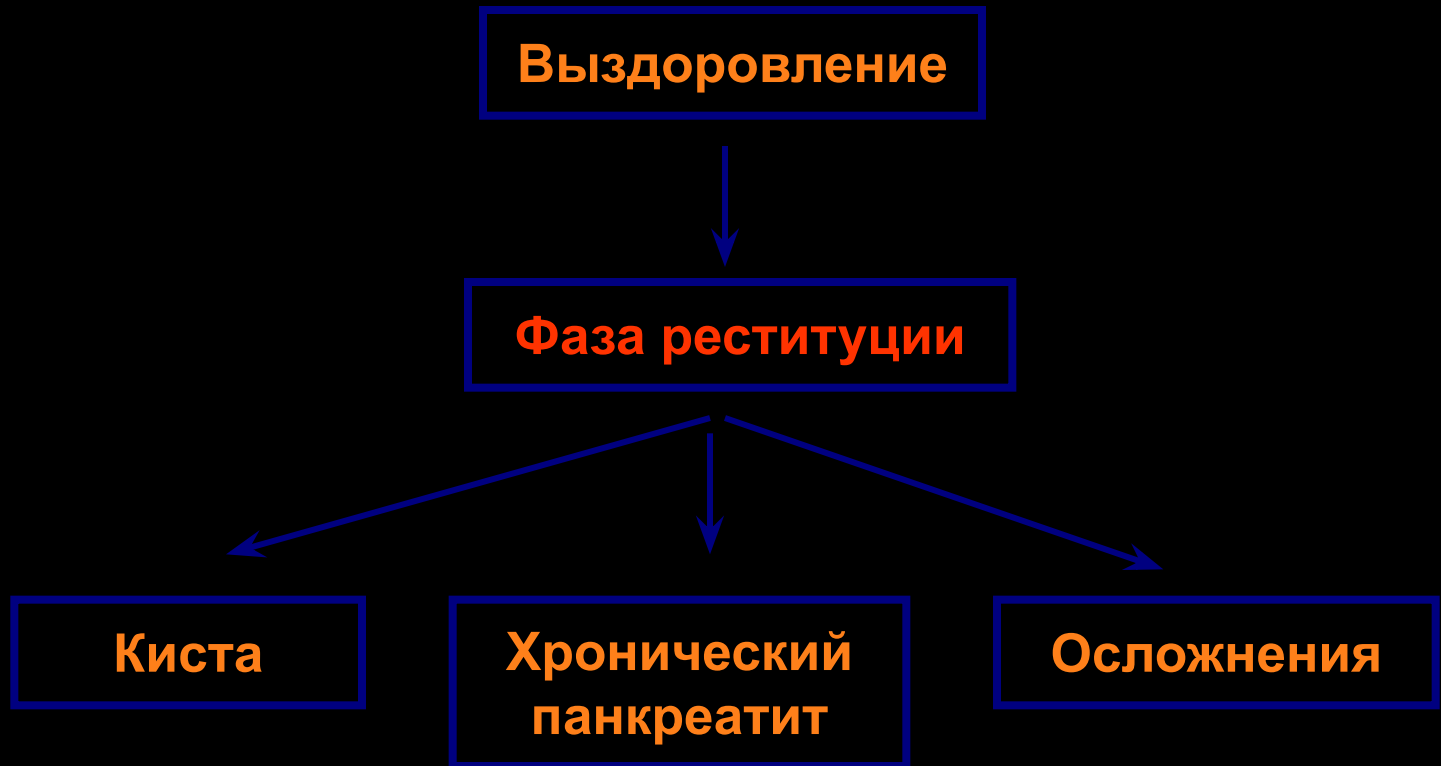 Выздоровление
Фаза реституции
Киста
Хронический
панкреатит
Осложнения